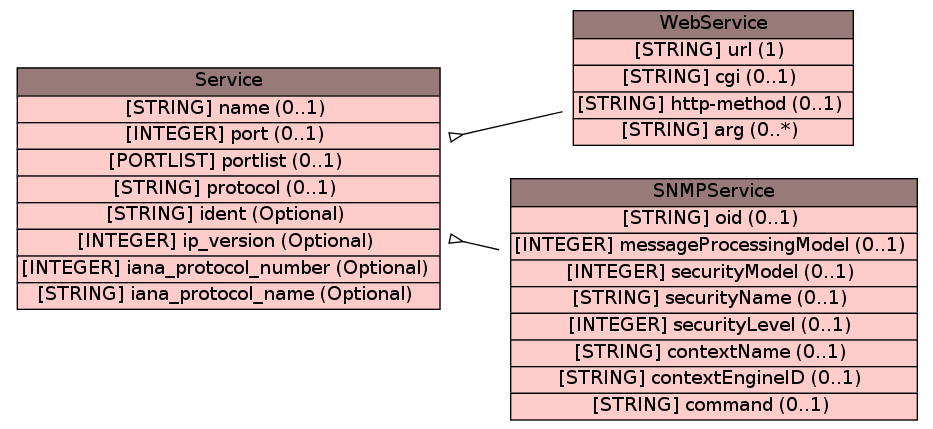 Service
[STRING] name (0..1)
[INTEGER] port (0..1)
[PORTLIST] portlist (0..1)
[STRING] protocol (0..1)
[STRING] ident (Optional)
[INTEGER] ip_version (Optional)
[INTEGER] iana_protocol_number (Optional)
[STRING] iana_protocol_name (Optional)
WebService
[STRING] url (1)
[STRING] cgi (0..1)
[STRING] http-method (0..1)
[STRING] arg (0..*)
SNMPService
[STRING] oid (0..1)
[INTEGER] messageProcessingModel (0..1)
[INTEGER] securityModel (0..1)
[STRING] securityName (0..1)
[INTEGER] securityLevel (0..1)
[STRING] contextName (0..1)
[STRING] contextEngineID (0..1)
[STRING] command (0..1)